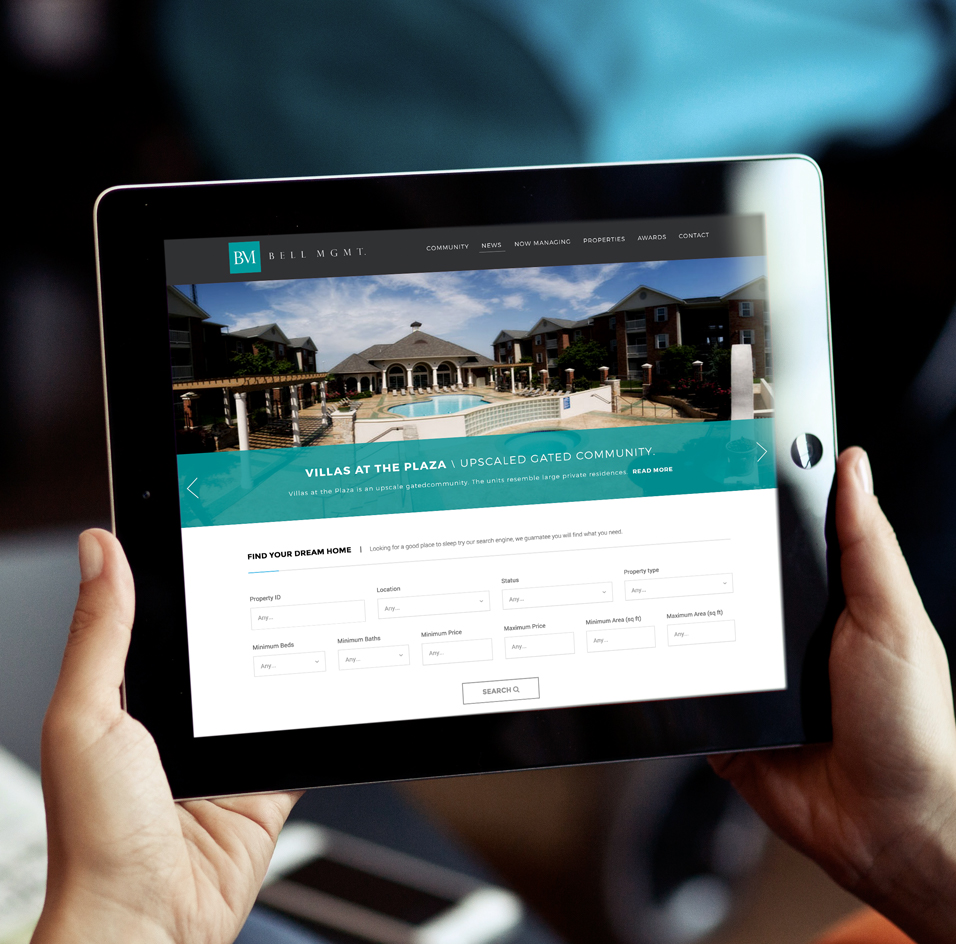 BM BELL MGMT.
COMMUNITY NEWS NOW MANAGING PROPERTIES AWARDS CONTACT
VILLAS AT THE PLAZA \ UPSCALED GATED COMMUNITY.
Villas at the Plaza is an upscale gatedcommunity. The units resemble large private residences. READ MORE
FIND YOUR DREAM HOME | Looking for a good place to sleep try our search engine, we guarnatee you will find what you need.
Property ID Location Status Property type
Any... Any... Any... Any...
Minimum Beds Minimum Baths Minimum Price Maximum Price Minimum Area (sq ft) Maximum Area (sq ft)
Any... Any... Any... Any... Any... Any...
SEARCH